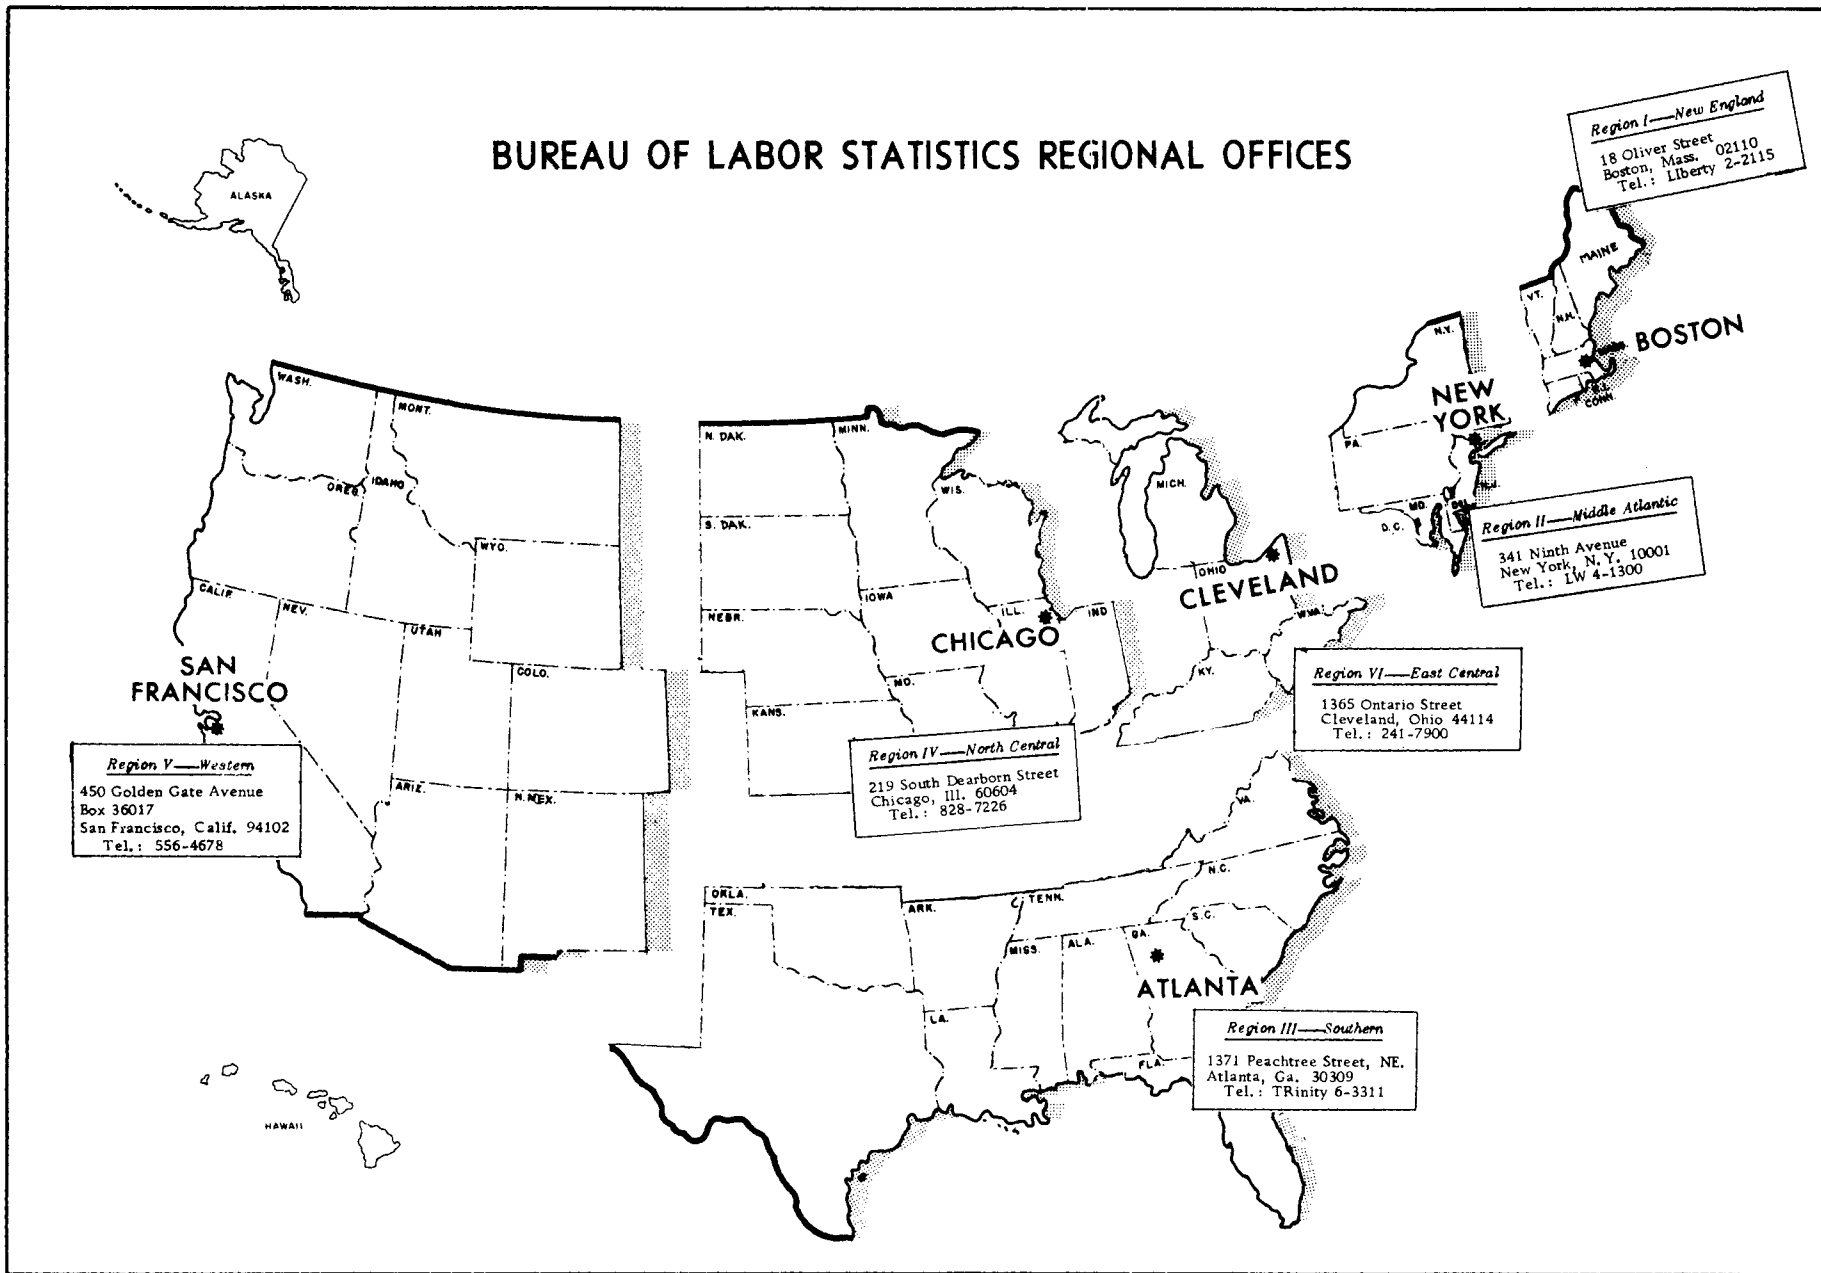 BUREAU OF LABOR STATISTICS REGIONAL OFFICES
Region I—New England
18 Oliver Street
Boston, Mass. 02110
Tel.: LIberty 2-2115
ALASKA
MAINE
VT.
N.H.
BOSTON
R.I.
CONN.
N.Y.
NEW
YORK
PA.
N.J.
MD.
DEL.
D.C.
Region II—Middle Atlantic
341 Ninth Avenue
New York, N.Y. 10001
Tel.: LW 4-1300
WASH.
MONT.
OREG.
IDAHO
WYO.
CALIF.
NEV.
UTAH
COLO.
SAN
FRANCISCO
ARIZ.
N.MEX.
Region V—Western
450 Golden Gate Avenue
Box 36017
San Francisco, Calif. 94102
Tel.: 556-4678
N. DAK.
MINN.
S. DAK.
WIS.
MICH.
NEBR.
IOWA
ILL.
IND
CHICAGO
KANS.
MO.
Region IV—North Central
219 South Dearborn Street
Chicago, Ill. 60604
Tel.: 828-7226
OHIO
CLEVELAND
W.VA.
KY.
Region VI—East Central
1365 Ontario Street
Cleveland, Ohio 44114
Tel.: 241-7900
VA.
N.C.
OKLA.
TEX.
ARK.
TENN.
S.C.
MISS.
ALA.
GA.
LA.
ATLANTA
FLA.
Region III—Southern
1371 Peachtree Street, NE.
Atlanta, Ga. 30309
Tel.: TRinity 6-3311
HAWAII